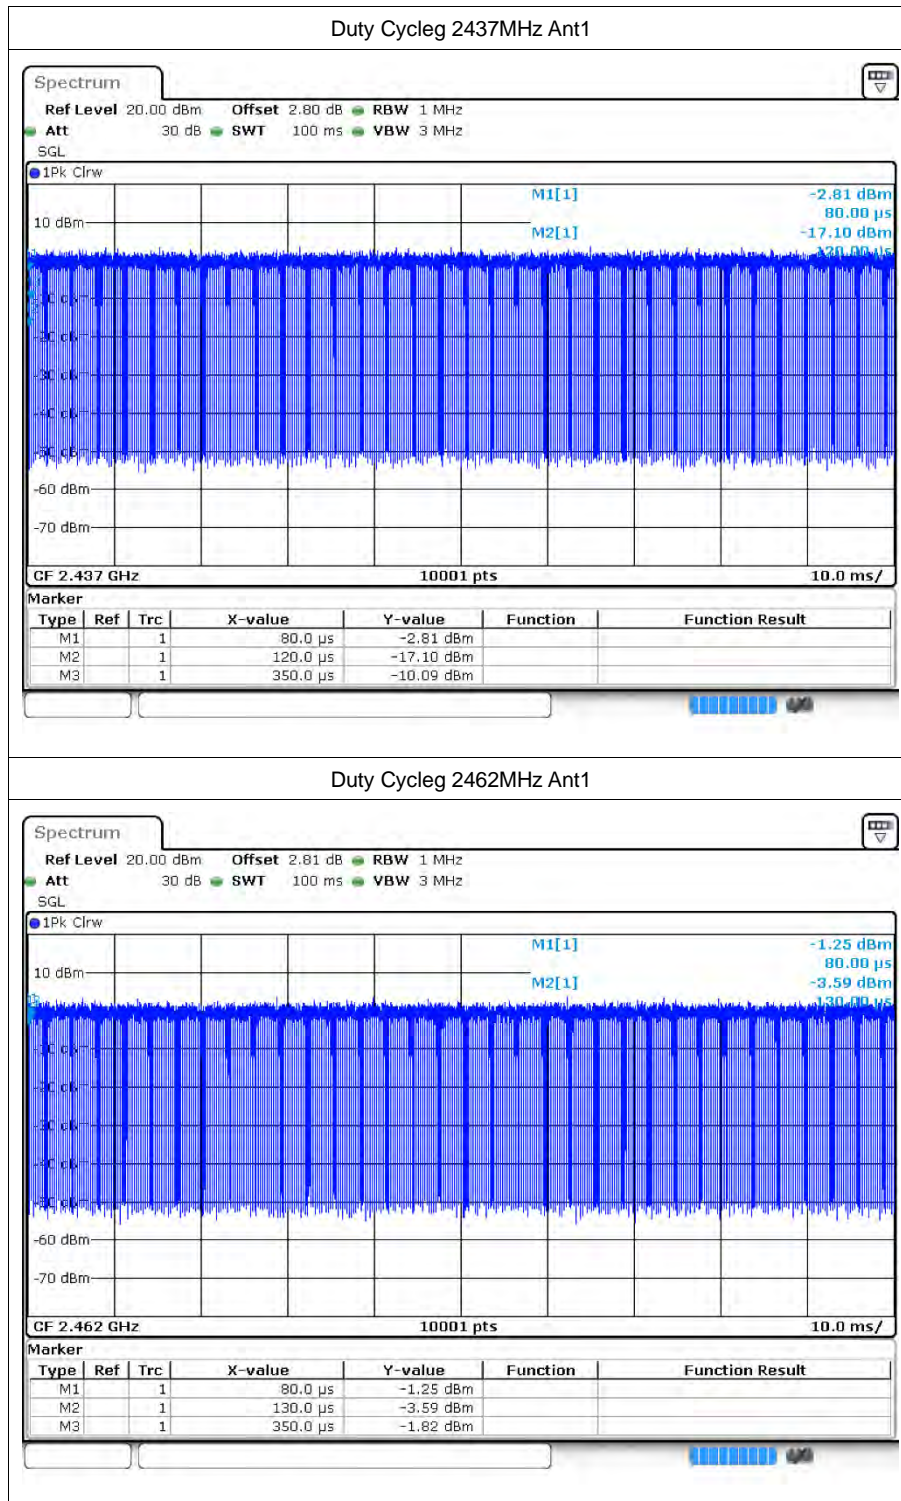 Duty Cycleg 2437MHz Ant1
Spectrum
Ref Level 20.00 dBm Offset 2.80 dB RBW 1 MHz
Att 30 dB SWT 100 ms VBW 3 MHz
SGL
1Pk Clrw
M1[1] -2.81 dBm
80.00 µs
10 dBm
M2[1] -17.10 dBm
120.00 µs
-60 dBm
-70 dBm
CF 2.437 GHz 10001 pts 10.0 ms/
Marker
Type Ref Trc X-value Y-value Function Function Result
M1 1 80.0 µs -2.81 dBm
M2 1 120.0 µs -17.10 dBm
M3 1 350.0 µs -10.09 dBm
Duty Cycleg 2462MHz Ant1
Spectrum
Ref Level 20.00 dBm Offset 2.81 dB RBW 1 MHz
Att 30 dB SWT 100 ms VBW 3 MHz
SGL
1Pk Clrw
M1[1] -1.25 dBm
80.00 µs
10 dBm
M2[1] -3.59 dBm
130.00 µs
-60 dBm
-70 dBm
CF 2.462 GHz 10001 pts 10.0 ms/
Marker
Type Ref Trc X-value Y-value Function Function Result
M1 1 80.0 µs -1.25 dBm
M2 1 130.0 µs -3.59 dBm
M3 1 350.0 µs -1.82 dBm